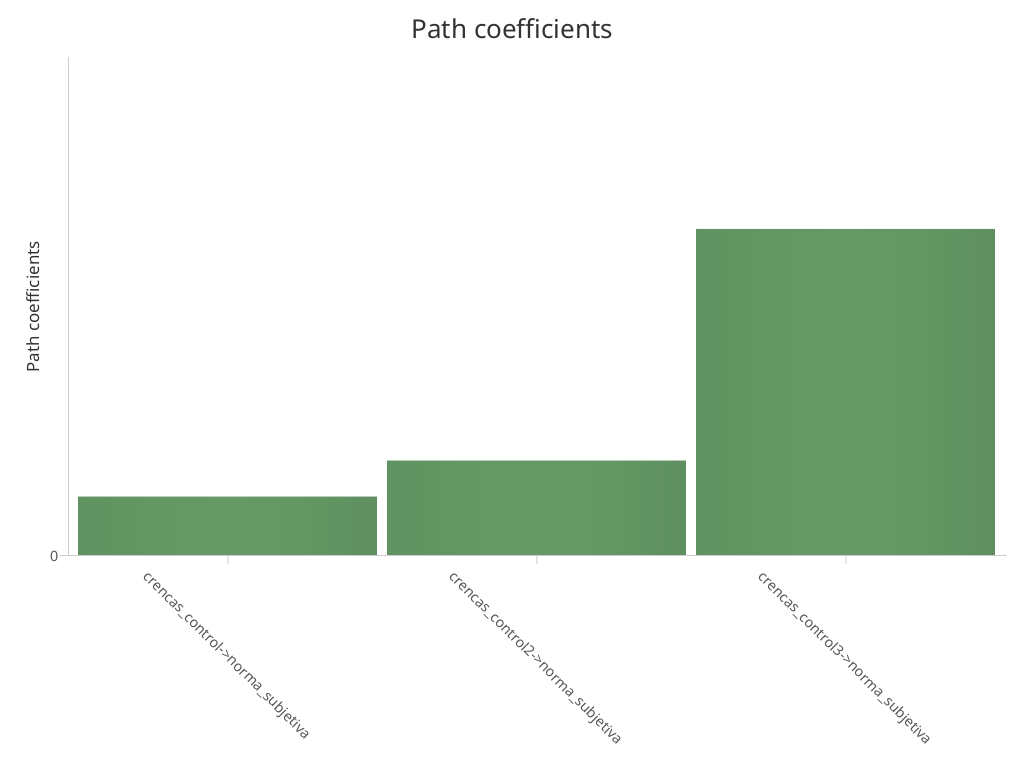 Path coefficients
Path coefficients
0
crencas_control->norma_subjetiva
crencas_control2->norma_subjetiva
crencas_control3->norma_subjetiva